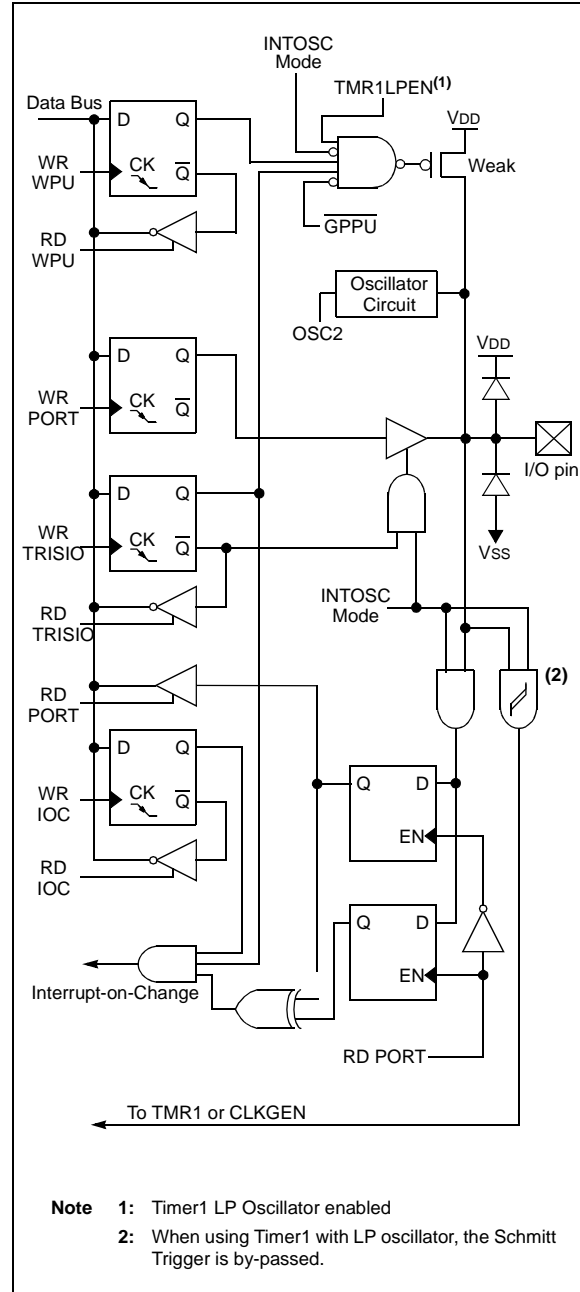 INTOSC
Mode
TMR1LPEN(1)
Data Bus
D Q
VDD
WR
WPU
CK
Q
Weak
GPPU
RD
WPU
Oscillator
Circuit
OSC2
D Q
VDD
WR
PORT
CK
Q
I/O pin
D Q
WR
TRISIO
CK
Q
VSS
INTOSC
Mode
RD
TRISIO
(2)
RD
PORT
D Q
WR
IOC
CK
Q
Q D
EN
RD
IOC
Q D
EN
Interrupt-on-Change
RD PORT
To TMR1 or CLKGEN
Note 1: Timer1 LP Oscillator enabled
2: When using Timer1 with LP oscillator, the Schmitt
Trigger is by-passed.